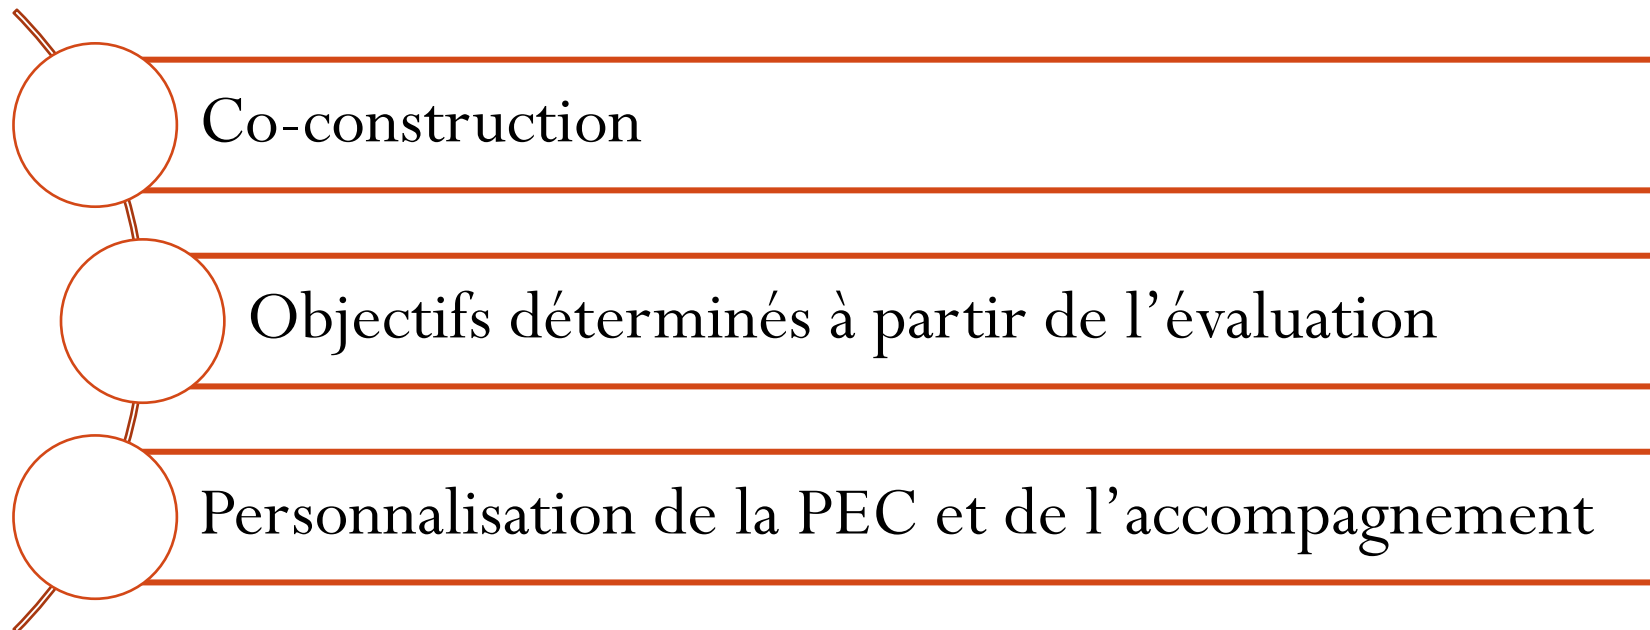 Co-construction
Objectifs déterminés à partir de l’évaluation
Personnalisation de la PEC et de l’accompagnement